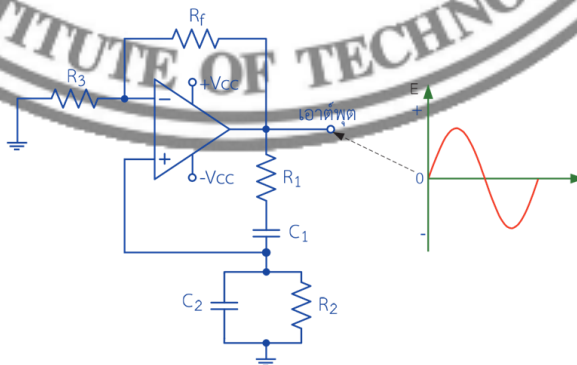 TITUTE OF TECHNO
Rf
R3
+Vcc
E
เอาต์พุต
+
−
+
-Vcc
R1
0
C1
-
C2
R2